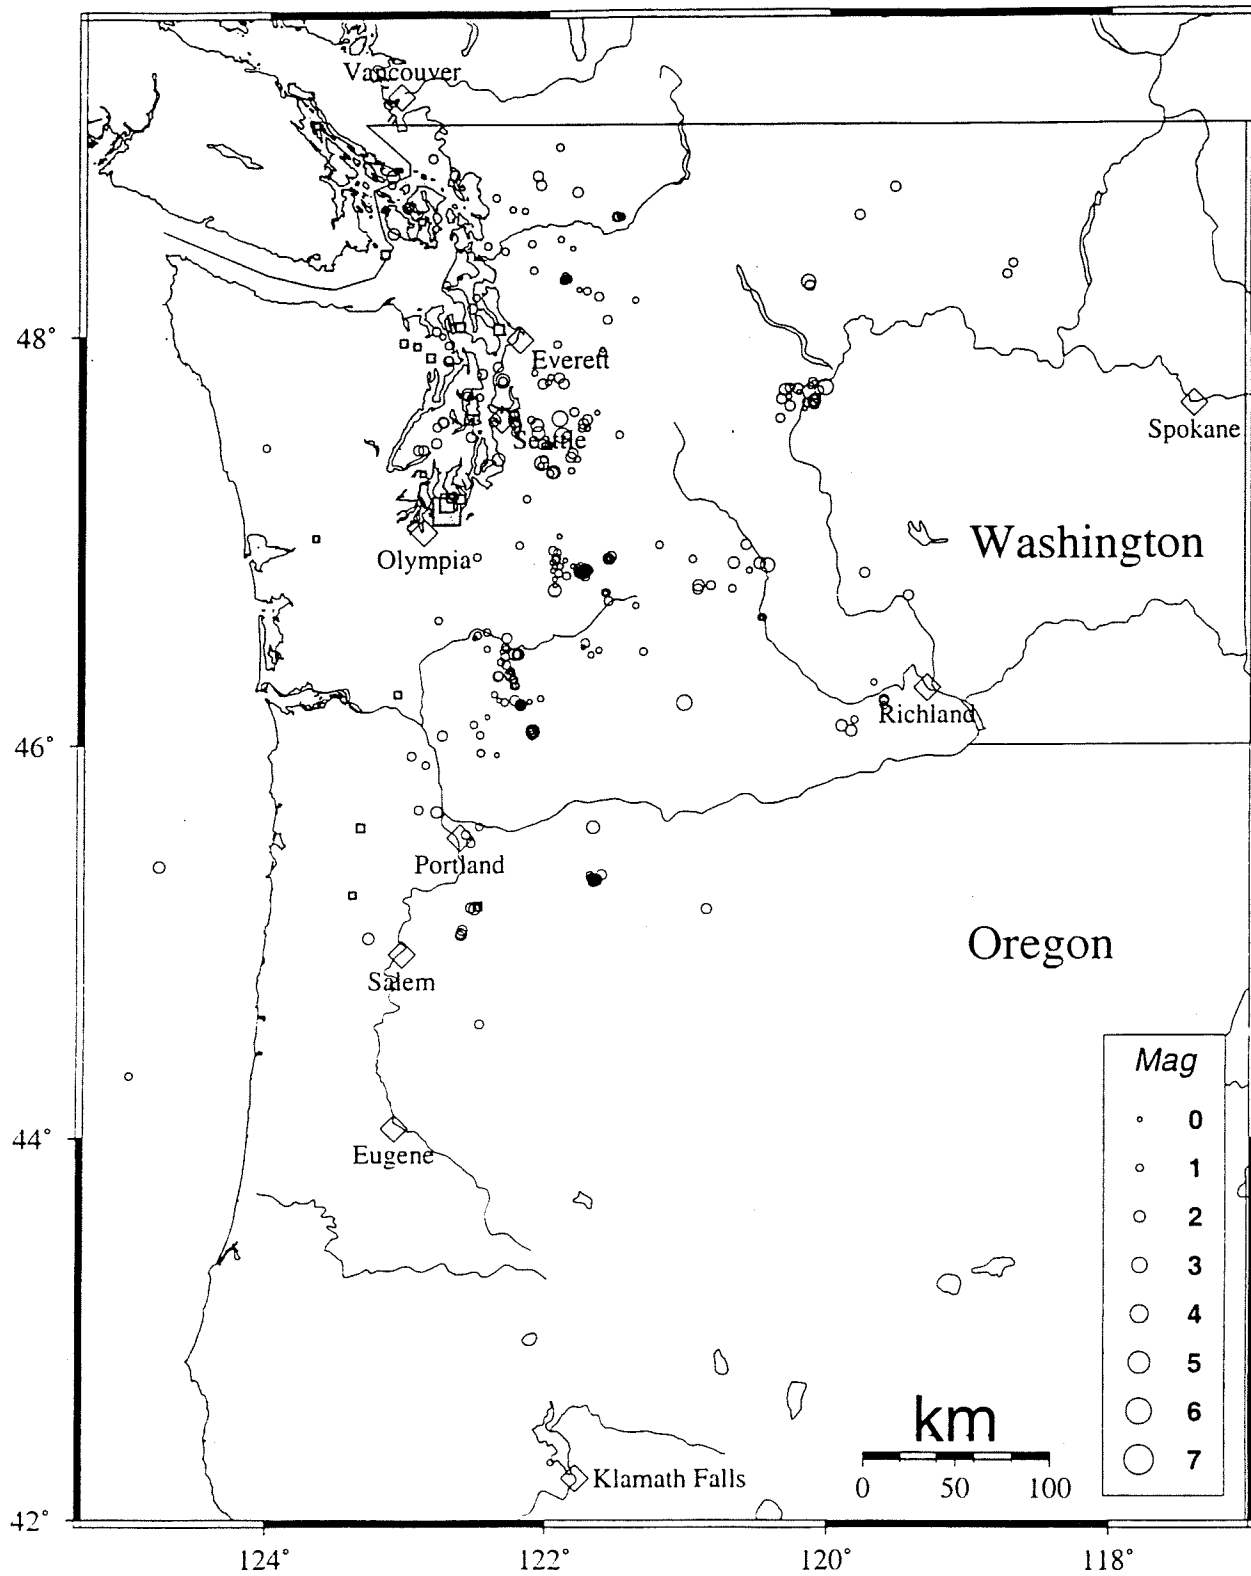 Vancouver
48°
Everett
Seattle
Spokane
Washington
Olympia
Richland
46°
Portland
Oregon
Salem
Mag
0
1
44°
Eugene
2
3
4
5
6
7
km
0 50 100
Klamath Falls
42°
124° 122° 120° 118°